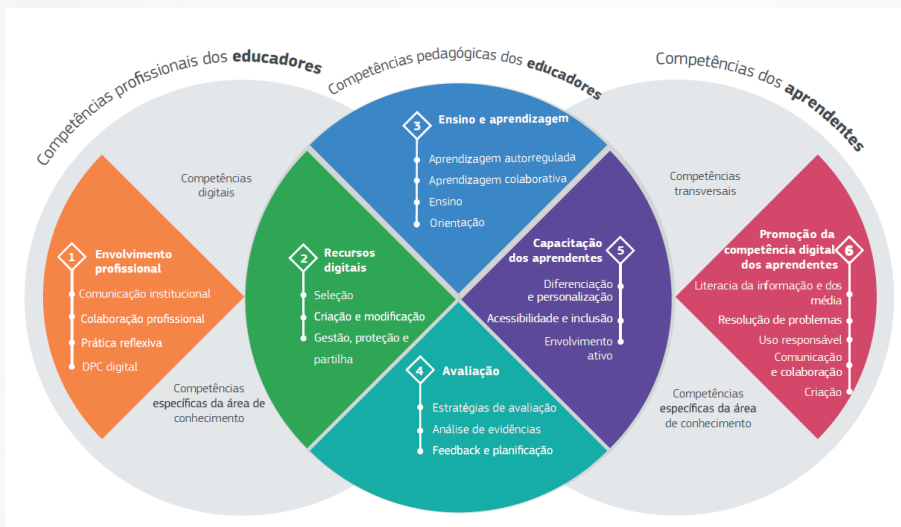 Competências profissionais dos educadores
Competências pedagógicas dos educadores
Competências dos aprendentes
Competências
digitais
Competências
transversais
1
Envolvimento
profissional
Comunicação institucional
Colaboração profissional
Prática reflexiva
DPC digital
2
Recursos
digitais
Seleção
Criação e modificação
Gestão, proteção e
partilha
3
Ensino e aprendizagem
Aprendizagem autorregulada
Aprendizagem colaborativa
Ensino
Orientação
4
Avaliação
Estratégias de avaliação
Análise de evidências
Feedback e planificação
5
Capacitação
dos aprendentes
Diferenciação
e personalização
Acessibilidade e inclusão
Envolvimento
ativo
6
Promoção da
competência digital
dos aprendentes
Literacia da informação e dos
média
Resolução de problemas
Uso responsável
Comunicação
e colaboração
Criação
Competências
específicas da área de
conhecimento
Competências
específicas da área
de conhecimento